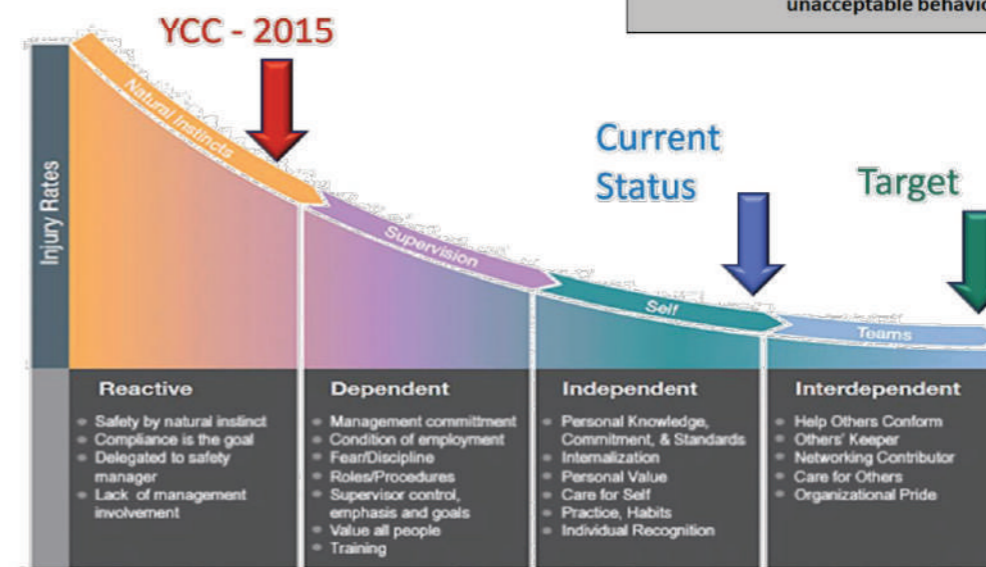 unacceptable behavio
YCC - 2015
Current
Status
Target
Injury Rates
Natural Instincts
Supervision
Self
Teams
Reactive
Safety by natural instinct
Compliance is the goal
Delegated to safety
manager
Lack of management
involvement
Dependent
Management committment
Condition of employment
Fear/Discipline
Roles/Procedures
Supervisor control,
emphasis and goals
Value all people
Training
Independent
Personal Knowledge,
Commitment, & Standards
Internalization
Personal Value
Care for Self
Practice, Habits
Individual Recognition
Interdependent
Help Others Conform
Others' Keeper
Networking Contributor
Care for Others
Organizational Pride